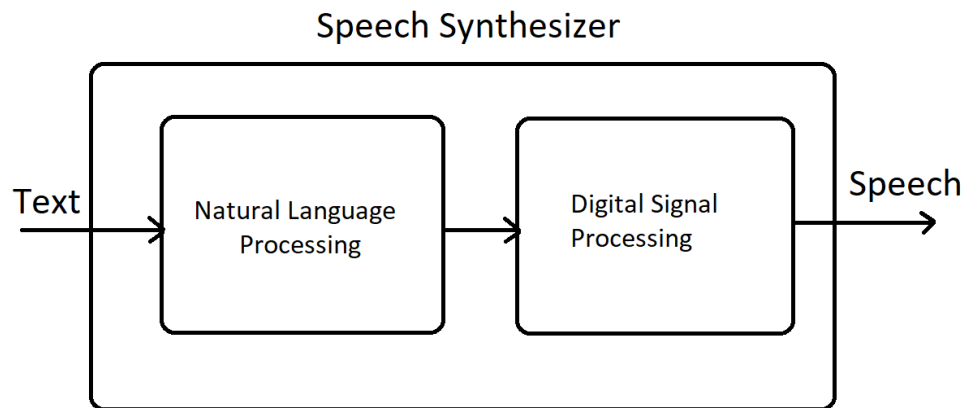 Speech Synthesizer
Text
Natural Language
Processing
Digital Signal
Processing
Speech